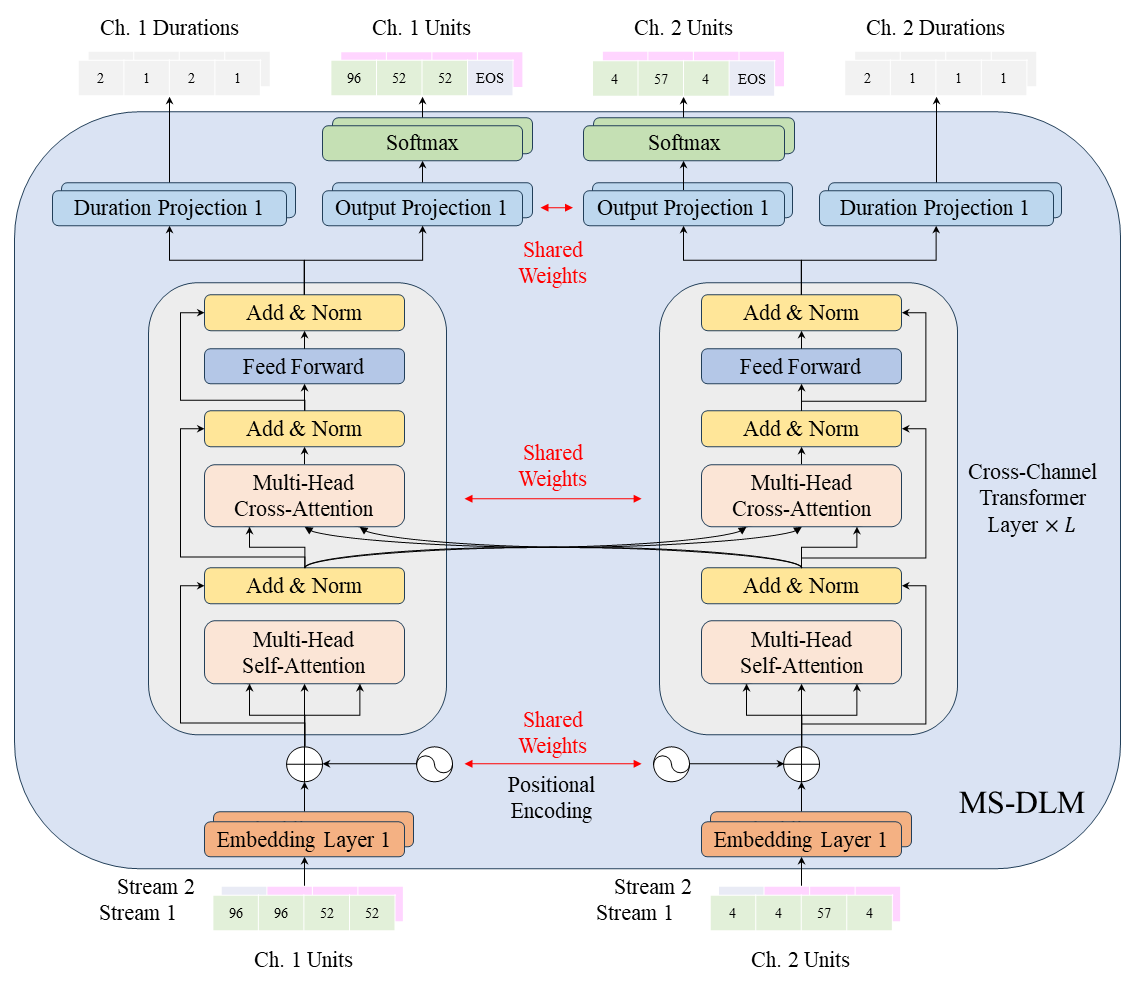 Ch. 1 Durations
Ch. 1 Units
Ch. 2 Units
Ch. 2 Durations
2 1 2 1
96 52 52 EOS
4 57 4 EOS
2 1 1 1
Softmax
Softmax
Duration Projection 1
Output Projection 1
Output Projection 1
Duration Projection 1
Shared
Weights
Add & Norm
Add & Norm
Feed Forward
Feed Forward
Add & Norm
Add & Norm
Multi-Head
Cross-Attention
Shared
Weights
Multi-Head
Cross-Attention
Cross-Channel
Transformer
Layer × L
Add & Norm
Add & Norm
Multi-Head
Self-Attention
Multi-Head
Self-Attention
Shared
Weights
Positional
Encoding
MS-DLM
Embedding Layer 1
Embedding Layer 1
Stream 2
Stream 1
96 96 52 52
Stream 2
Stream 1
4 4 57 4
Ch. 1 Units
Ch. 2 Units